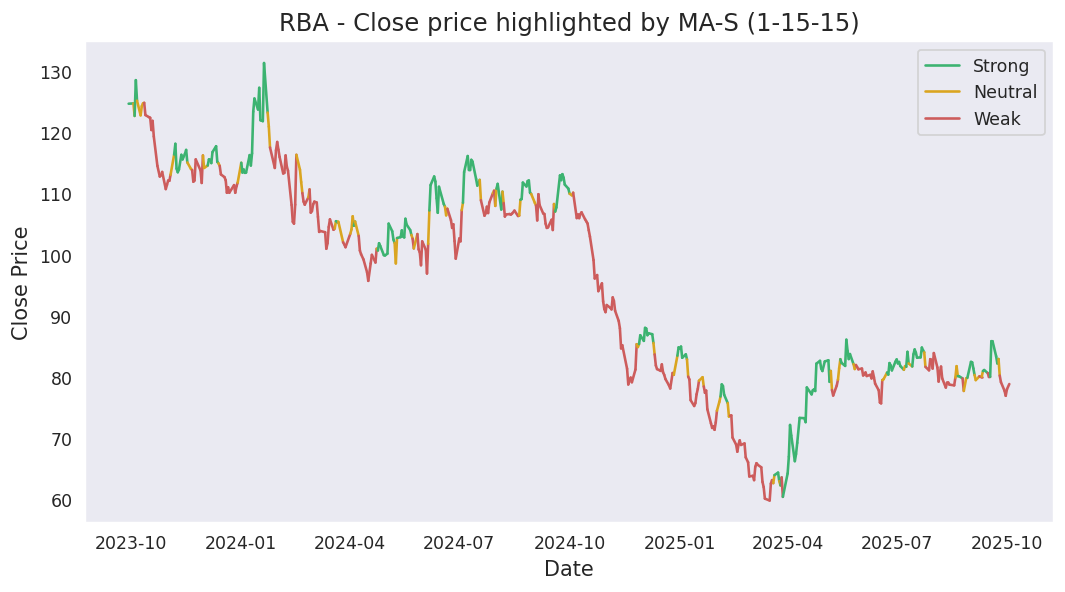 RBA - Close price highlighted by MA-S (1-15-15)
Strong
Neutral
Weak
Close Price
130
120
110
100
90
80
70
60
2023-10 2024-01 2024-04 2024-07 2024-10 2025-01 2025-04 2025-07 2025-10
Date